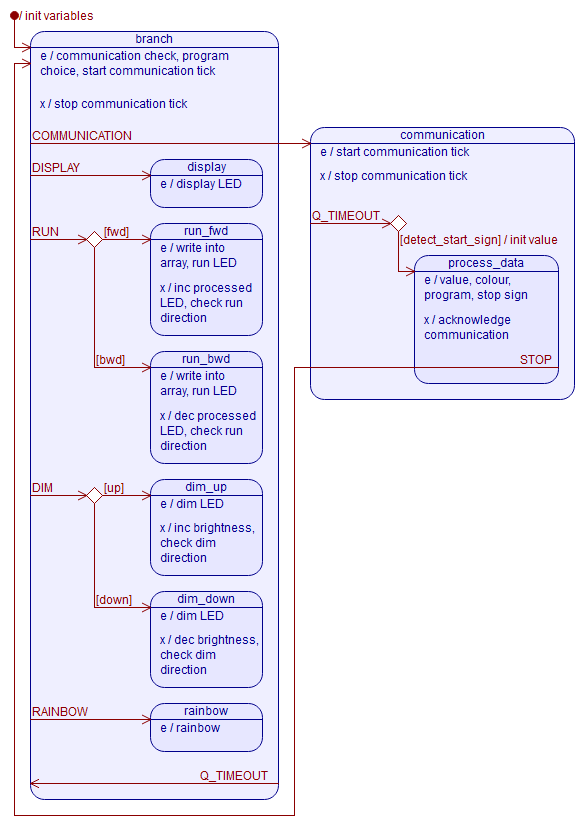 / init variables
branch
e / communication check, program
choice, start communication tick
x / stop communication tick
COMMUNICATION
communication
e / start communication tick
x / stop communication tick
DISPLAY
display
e / display LED
Q_TIMEOUT
[detect_start_sign] / init value
RUN
[fwd]
run_fwd
e / write into
array, run LED
x / inc processed
LED, check run
direction
process_data
e / value, colour,
program, stop sign
x / acknowledge
communication
STOP
[bwd]
run_bwd
e / write into
array, run LED
x / dec processed
LED, check run
direction
DIM
[up]
dim_up
e / dim LED
x / inc brightness,
check dim
direction
[down]
dim_down
e / dim LED
x / dec brightness,
check dim
direction
RAINBOW
rainbow
e / rainbow
Q_TIMEOUT